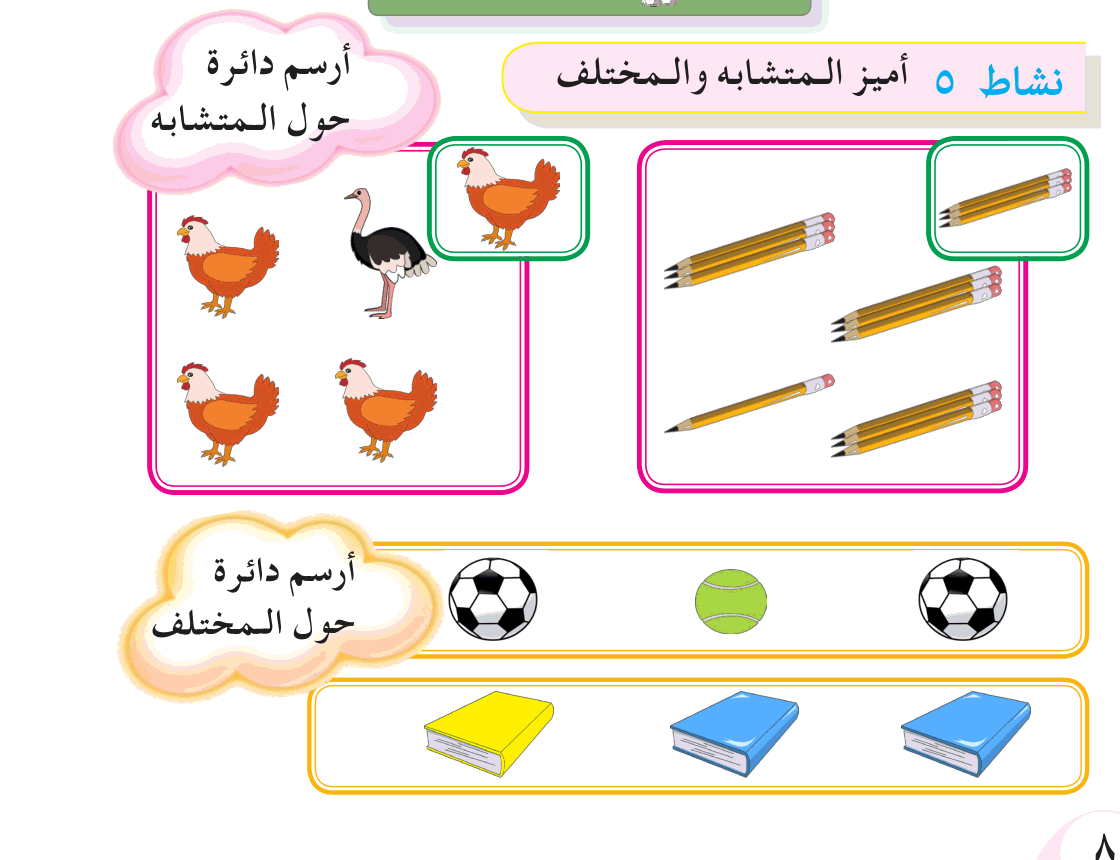 نشاط ٥ أميز المتشابه والمختلف
أرسم دائرة
حول المتشابه
أرسم دائرة
حول المختلف
٨